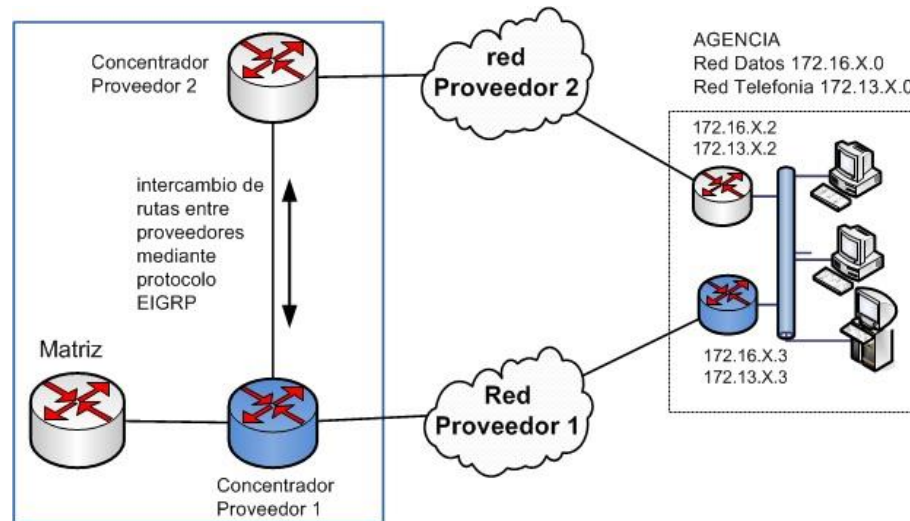 Concentrador
Proveedor 2
red
Proveedor 2
AGENCIA
Red Datos 172.16.X.0
Red Telefonia 172.13.X.0
172.16.X.2
172.13.X.2
intercambio de
rutas entre
proveedores
mediante
protocolo
EIGRP
Matriz
172.16.X.3
172.13.X.3
Red
Proveedor 1
Concentrador
Proveedor 1